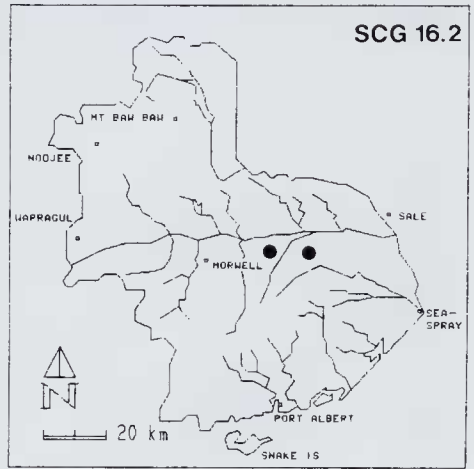 SCG 16.2
MT BAW BAW
NOOJEE
WARRAGUL
SALE
MORWELL
SEA-
SPRAY
N
20 km
PORT ALBERT
SNAKE IS